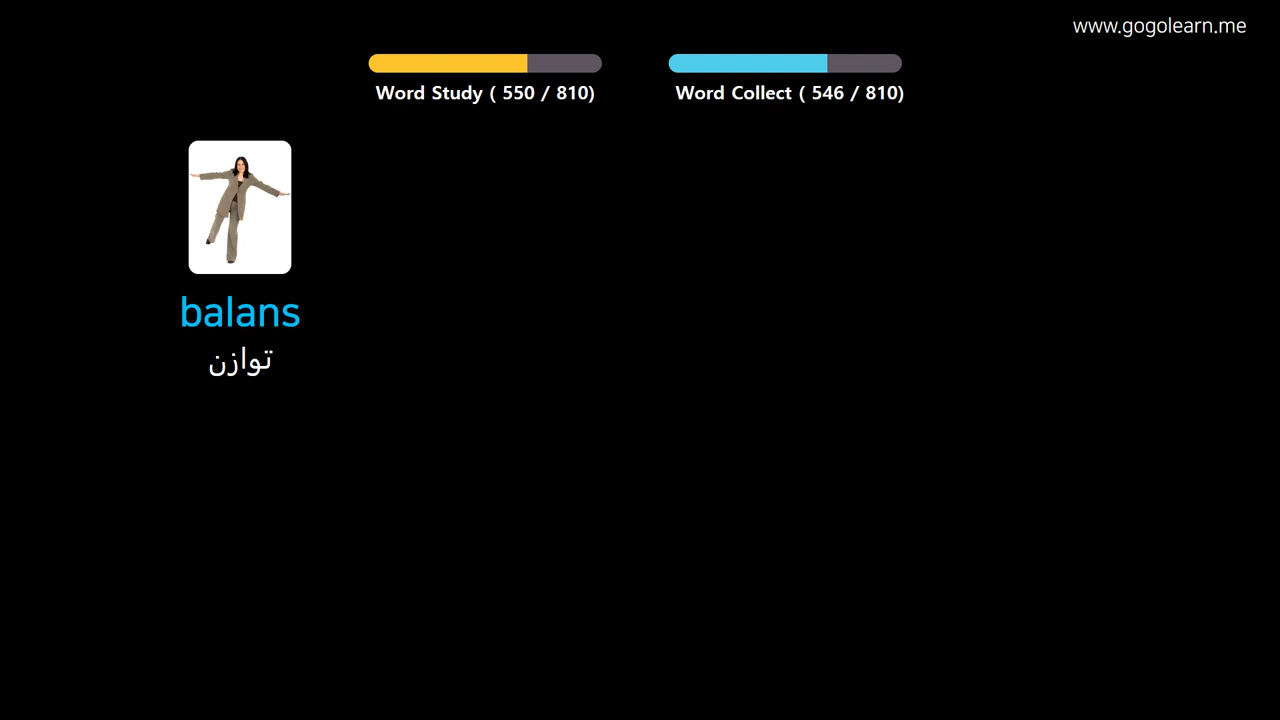 www.gogolearn.me
Word Study ( 550 / 810)
Word Collect ( 546 / 810)
balans
توازن